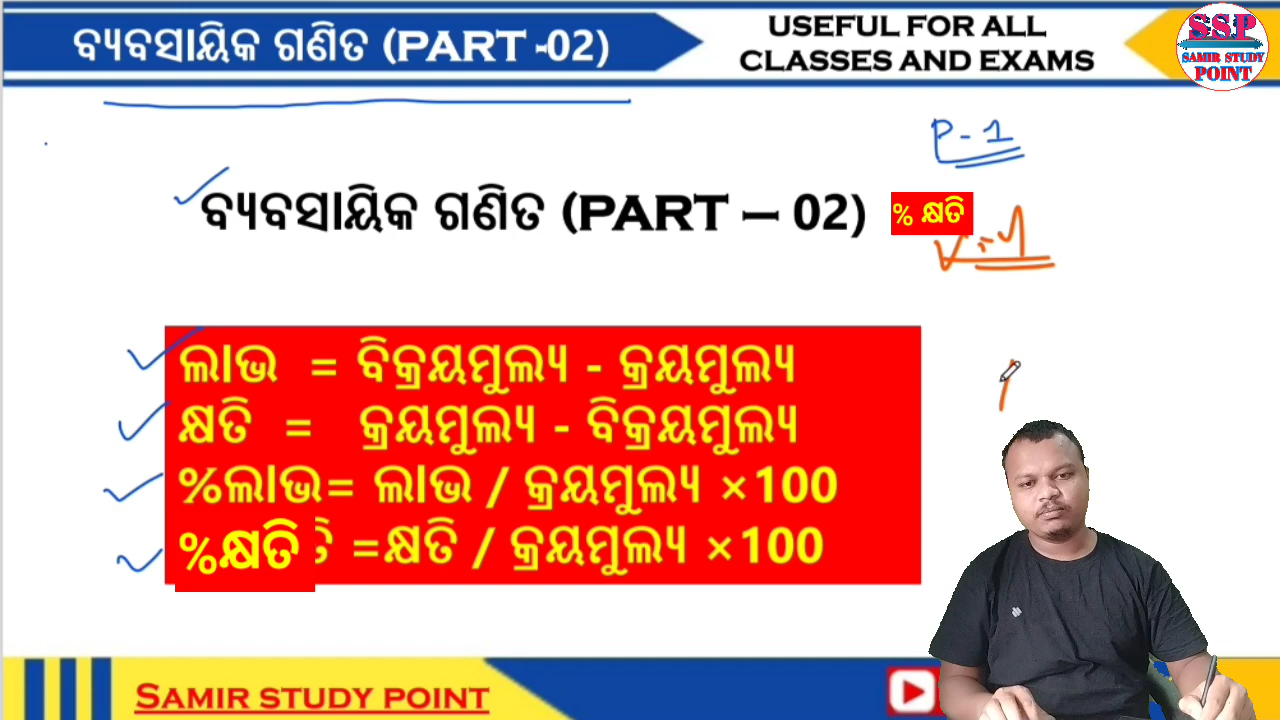 ବ୍ୟବସାୟିକ ଗଣିତ (PART -02)
USEFUL FOR ALL
CLASSES AND EXAMS
SSP
SAMIR STUDY
POINT
P-1
ବ୍ୟବସାୟିକ ଗଣିତ (PART – 02)
% କ୍ଷତି
ଲାଭ = ବିକ୍ରୟମୁଲ୍ୟ - କ୍ରୟମୁଲ୍ୟ
କ୍ଷତି = କ୍ରୟମୁଲ୍ୟ - ବିକ୍ରୟମୁଲ୍ୟ
%ଲାଭ= ଲାଭ / କ୍ରୟମୁଲ୍ୟ ×100
%କ୍ଷତି =କ୍ଷତି / କ୍ରୟମୁଲ୍ୟ ×100
SAMIR STUDY POINT